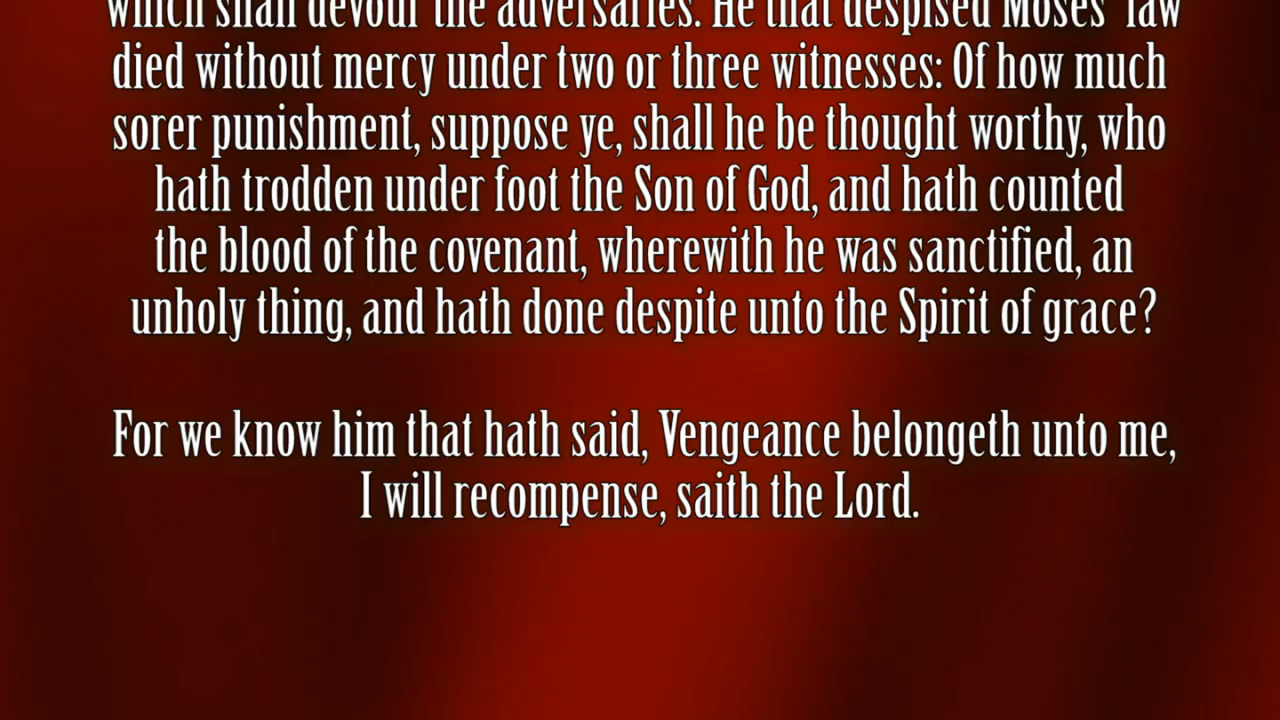 which shall devour the adversaries. He that despised Moses' law
died without mercy under two or three witnesses: Of how much
sorer punishment, suppose ye, shall he be thought worthy, who
hath trodden under foot the Son of God, and hath counted
the blood of the covenant, wherewith he was sanctified, an
unholy thing, and hath done despite unto the Spirit of grace?
For we know him that hath said, Vengeance belongeth unto me,
I will recompense, saith the Lord.